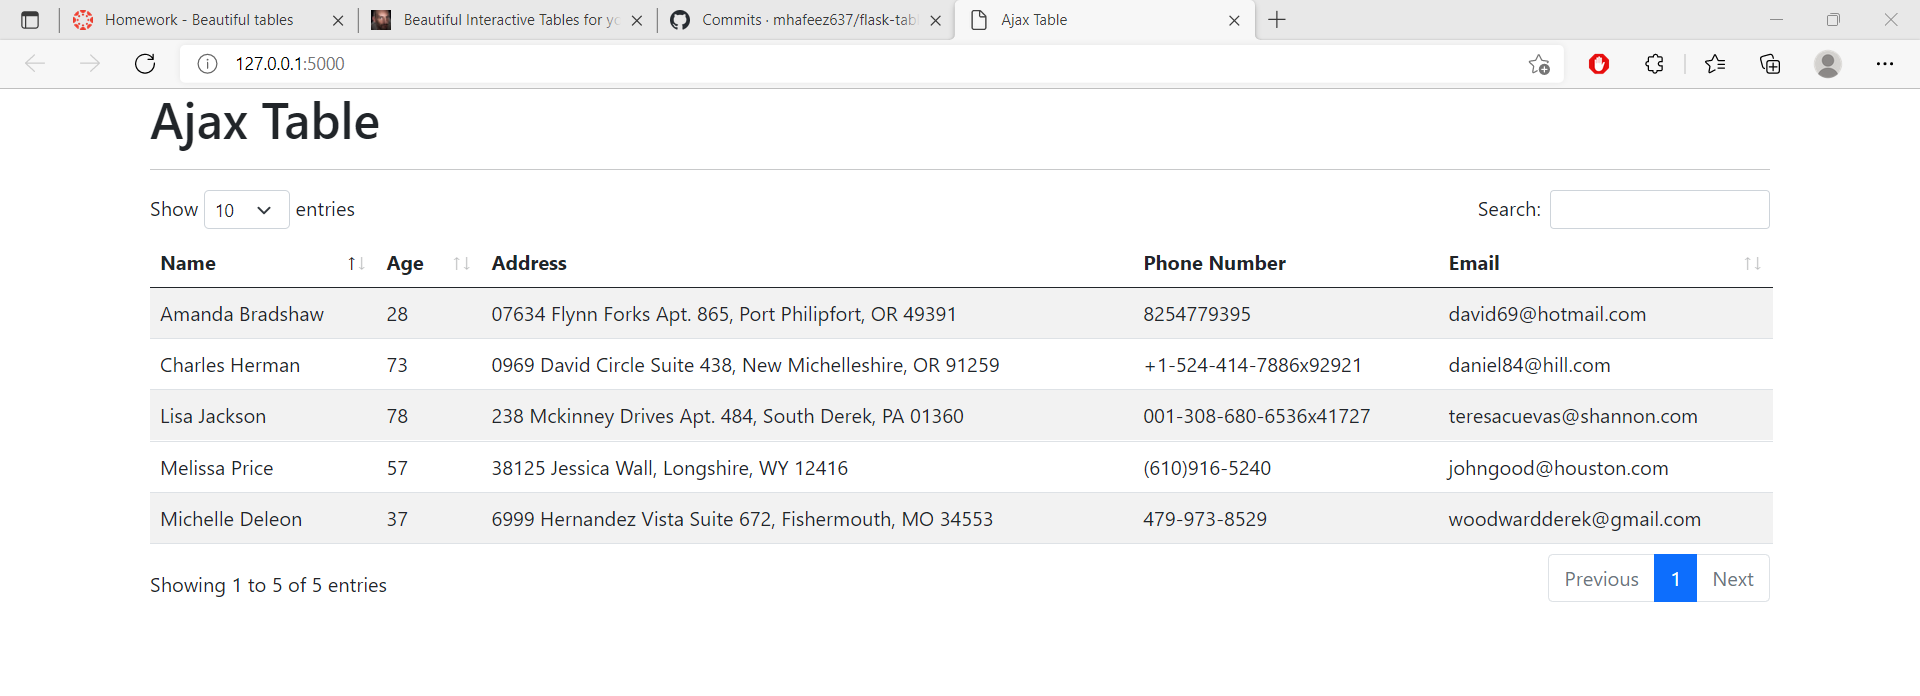 Homework - Beautiful tables
Beautiful Interactive Tables for yo
Commits · mhafeez637/flask-tab
Ajax Table
127.0.0.1:5000
Ajax Table
Show 10 entries
Search:
Name Age Address Phone Number Email
Amanda Bradshaw 28 07634 Flynn Forks Apt. 865, Port Philipfort, OR 49391 8254779395 david69@hotmail.com
Charles Herman 73 0969 David Circle Suite 438, New Michelleshire, OR 91259 +1-524-414-7886x92921 daniel84@hill.com
Lisa Jackson 78 238 Mckinney Drives Apt. 484, South Derek, PA 01360 001-308-680-6536x41727 teresacuevas@shannon.com
Melissa Price 57 38125 Jessica Wall, Longshire, WY 12416 (610)916-5240 johngood@houston.com
Michelle Deleon 37 6999 Hernandez Vista Suite 672, Fishermouth, MO 34553 479-973-8529 woodwardderek@gmail.com
Showing 1 to 5 of 5 entries
Previous 1 Next